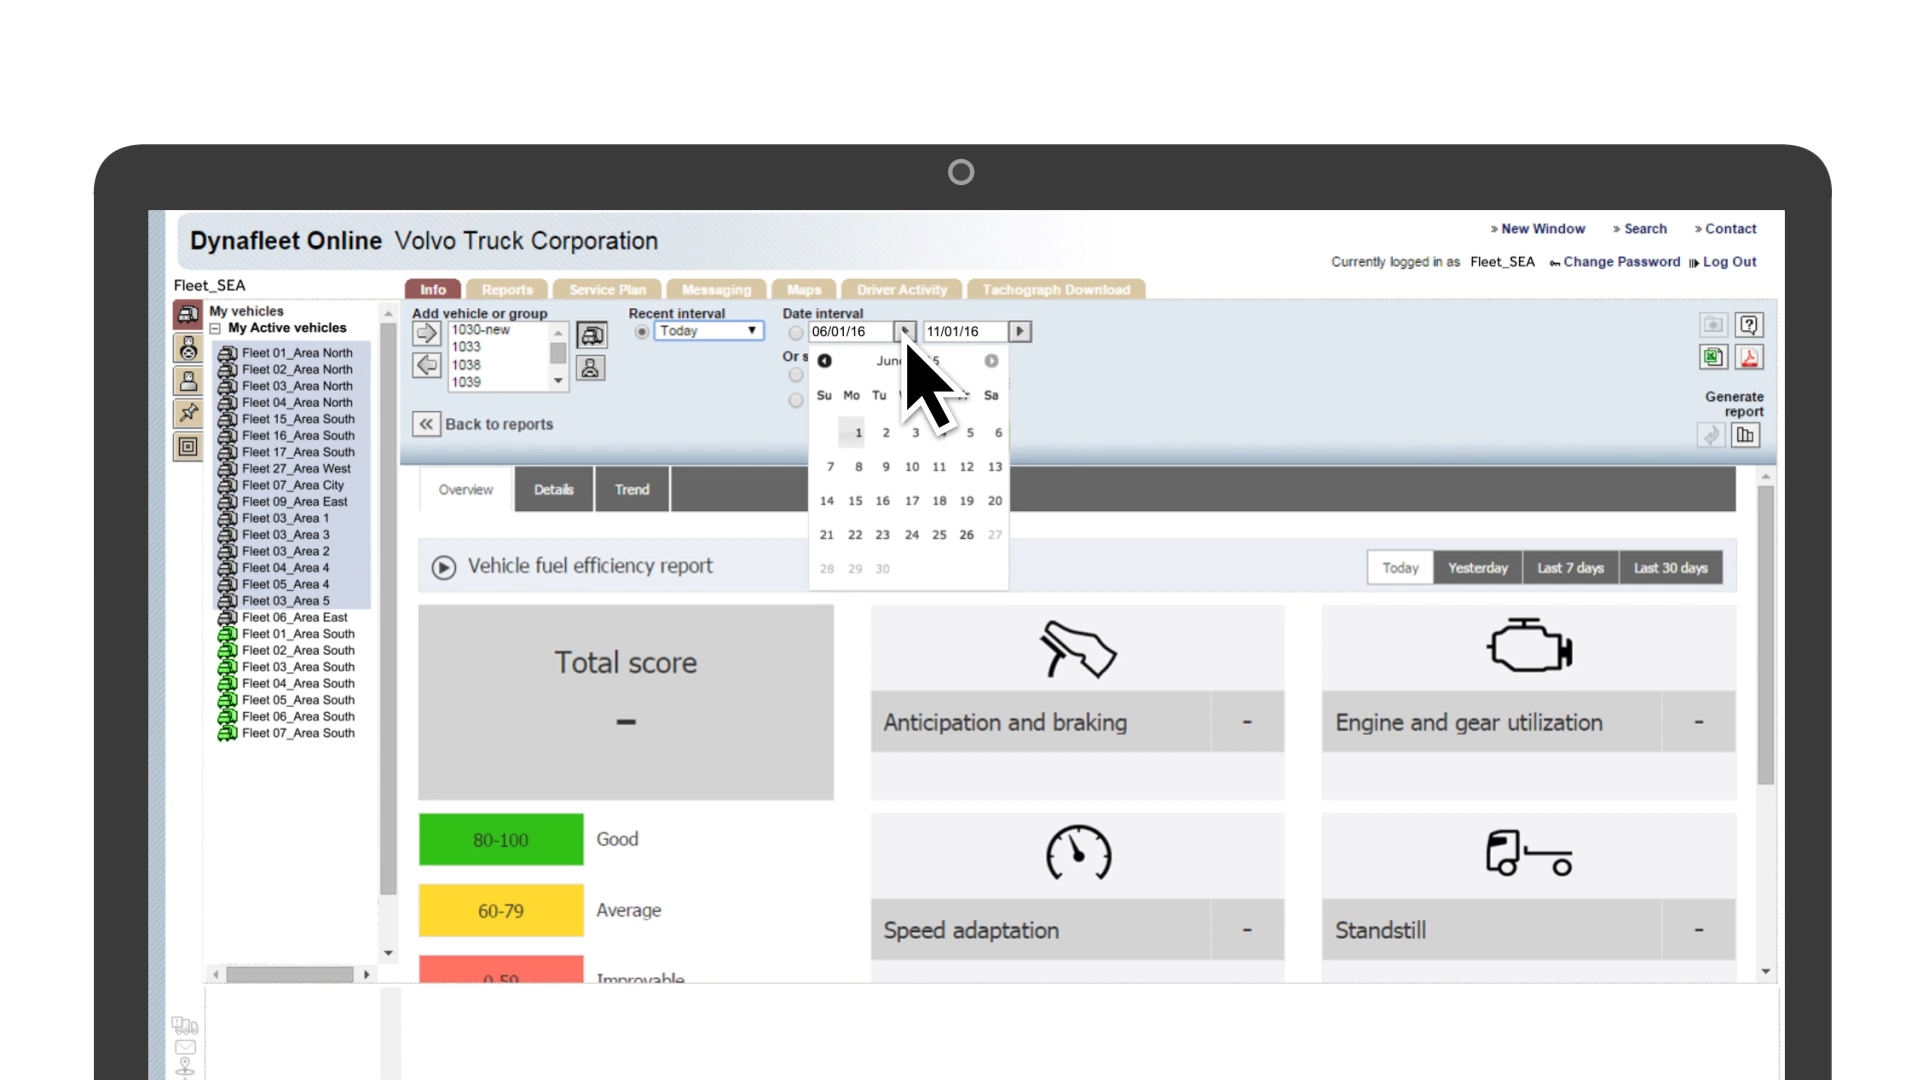 Dynafleet Online Volvo Truck Corporation
» New Window » Search » Contact
Currently logged in as Fleet_SEA Change Password Log Out
Fleet_SEA
Info Reports Service Plan Messaging Maps Driver Activity Tachograph Download
My vehicles
My Active vehicles
Fleet 01_Area North
Fleet 02_Area North
Fleet 03_Area North
Fleet 04_Area North
Fleet 15_Area South
Fleet 16_Area South
Fleet 17_Area South
Fleet 27_Area West
Fleet 07_Area City
Fleet 09_Area East
Fleet 03_Area 1
Fleet 03_Area 3
Fleet 03_Area 2
Fleet 04_Area 4
Fleet 05_Area 4
Fleet 03_Area 5
Fleet 06_Area East
Fleet 01_Area South
Fleet 02_Area South
Fleet 03_Area South
Fleet 04_Area South
Fleet 05_Area South
Fleet 06_Area South
Fleet 07_Area South
Add vehicle or group
1030-new
1033
1038
1039
Recent interval
Today
Date interval
06/01/16 11/01/16
Or
Su Mo Tu Sa
1 2 3 5 6
7 8 9 10 11 12 13
14 15 16 17 18 19 20
21 22 23 24 25 26 27
28 29 30
« Back to reports
Generate
report
Overview Details Trend
Vehicle fuel efficiency report
Today Yesterday Last 7 days Last 30 days
Total score
-
Anticipation and braking -
Engine and gear utilization -
80-100 Good
60-79 Average
0-59 Improvable
Speed adaptation -
Standstill -